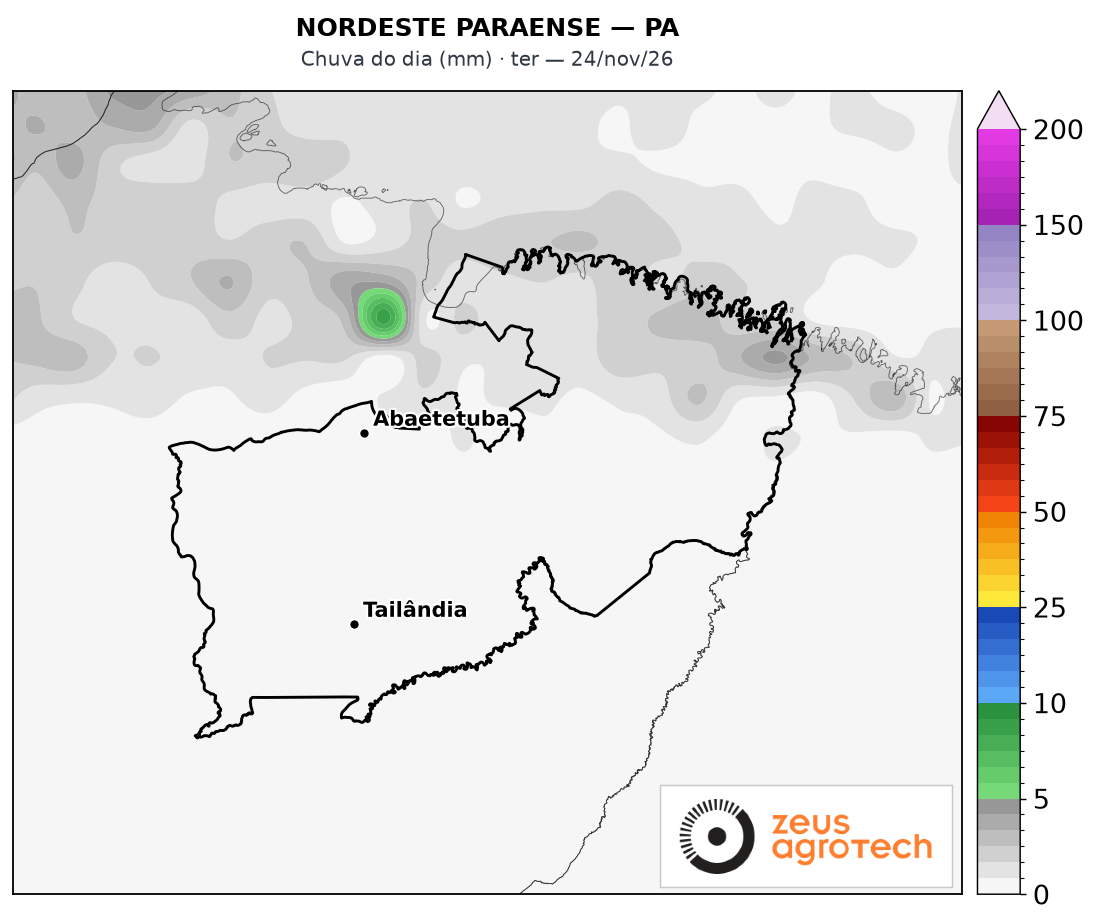 NORDESTE PARAENSE — PA
Chuva do dia (mm) · ter — 24/nov/26
200
150
100
75
50
25
10
5
0
Abaetetuba
Tailândia
zeus
agrotech